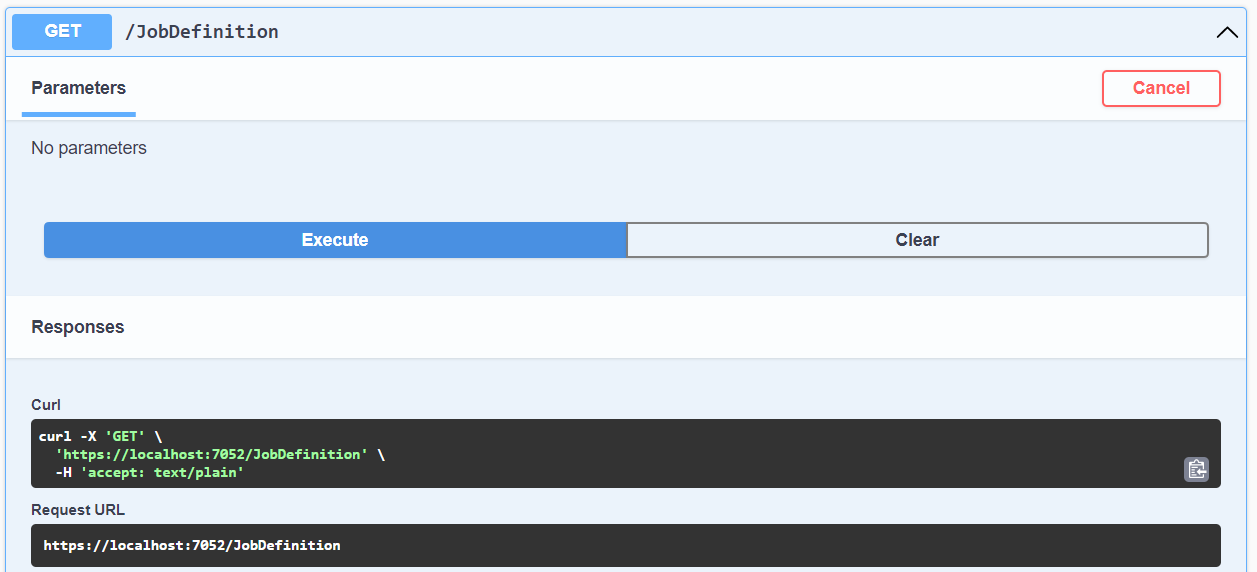 GET /JobDefinition
Parameters
Cancel
No parameters
Execute
Clear
Responses
Curl
curl -X 'GET' \
  'https://localhost:7052/JobDefinition' \
  -H 'accept: text/plain'
Request URL
https://localhost:7052/JobDefinition